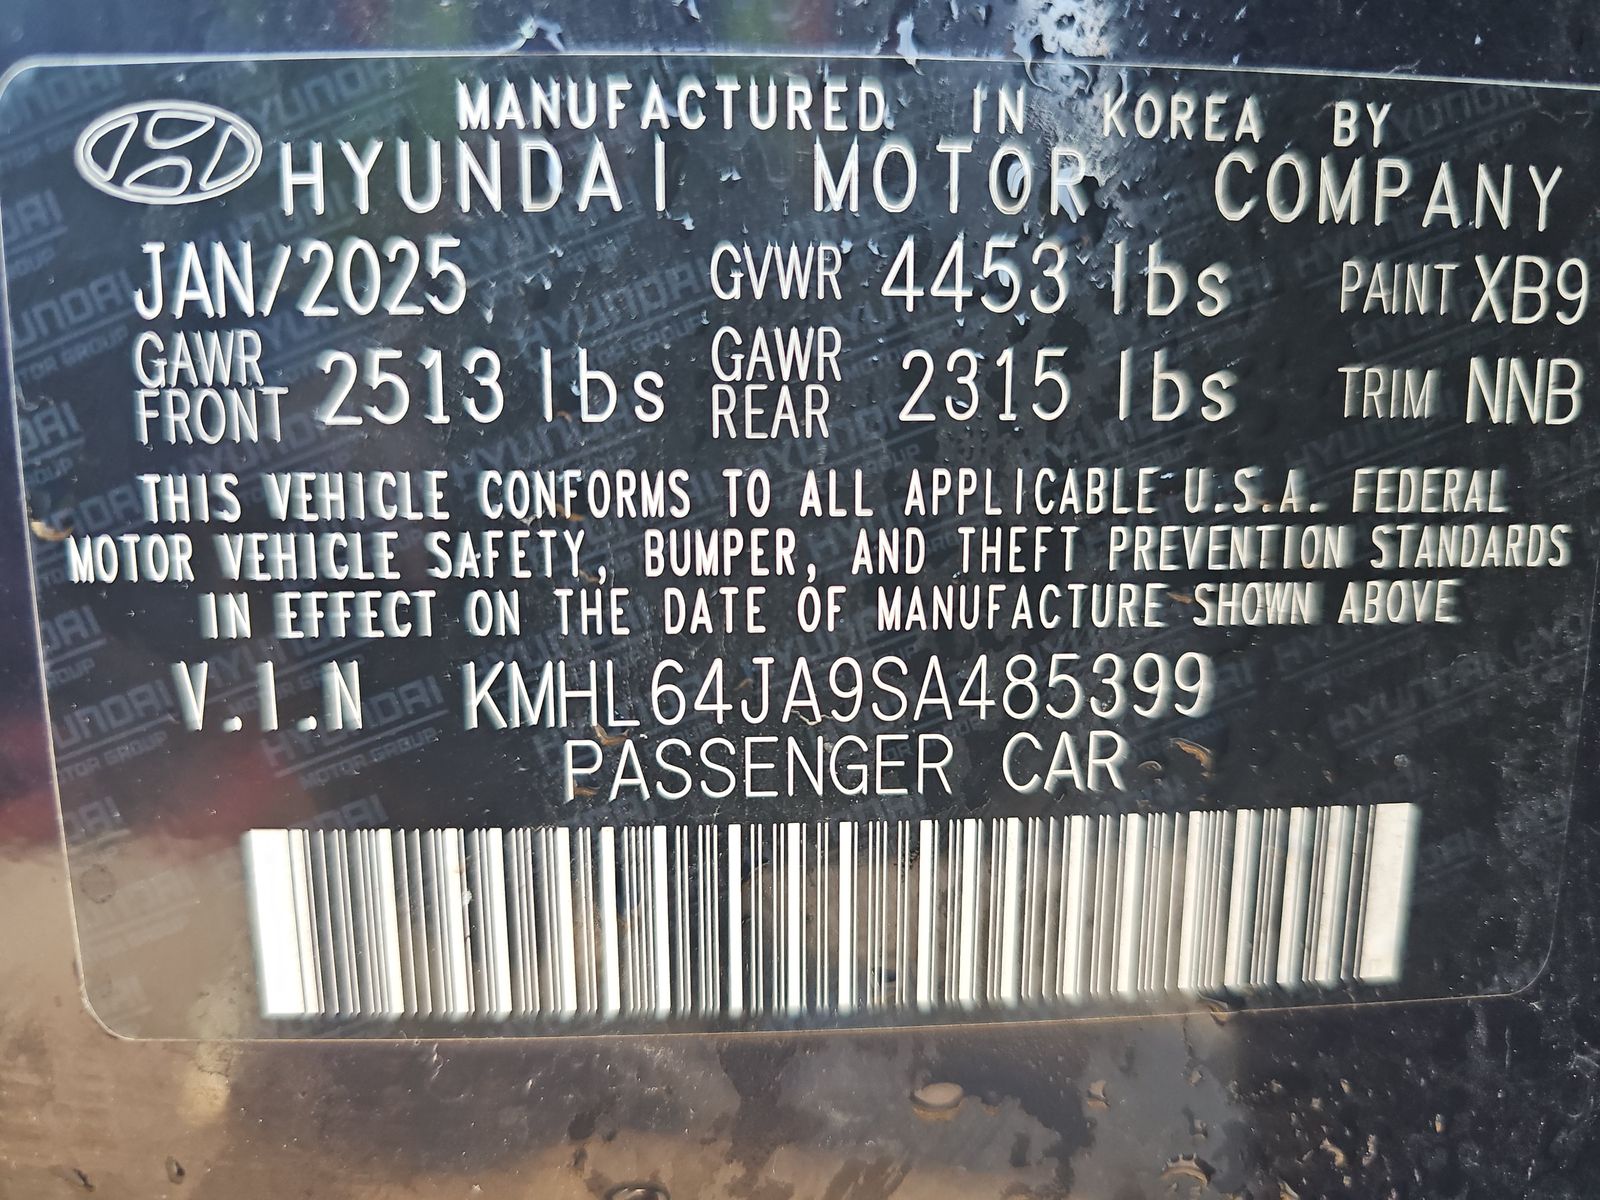 MANUFACTURED IN KOREA BY
HYUNDAI MOTOR COMPANY
JAN/2025 GVWR 4453 lbs PAINT XB9
GAWR FRONT 2513 lbs GAWR REAR 2315 lbs TRIM NNB
THIS VEHICLE CONFORMS TO ALL APPLICABLE U.S.A. FEDERAL
MOTOR VEHICLE SAFETY, BUMPER, AND THEFT PREVENTION STANDARDS
IN EFFECT ON THE DATE OF MANUFACTURE SHOWN ABOVE
V.I.N KMHL64JA9SA485399
PASSENGER CAR